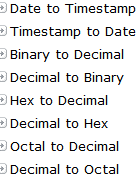 Date to Timestamp
Timestamp to Date
Binary to Decimal
Decimal to Binary
Hex to Decimal
Decimal to Hex
Octal to Decimal
Decimal to Octal